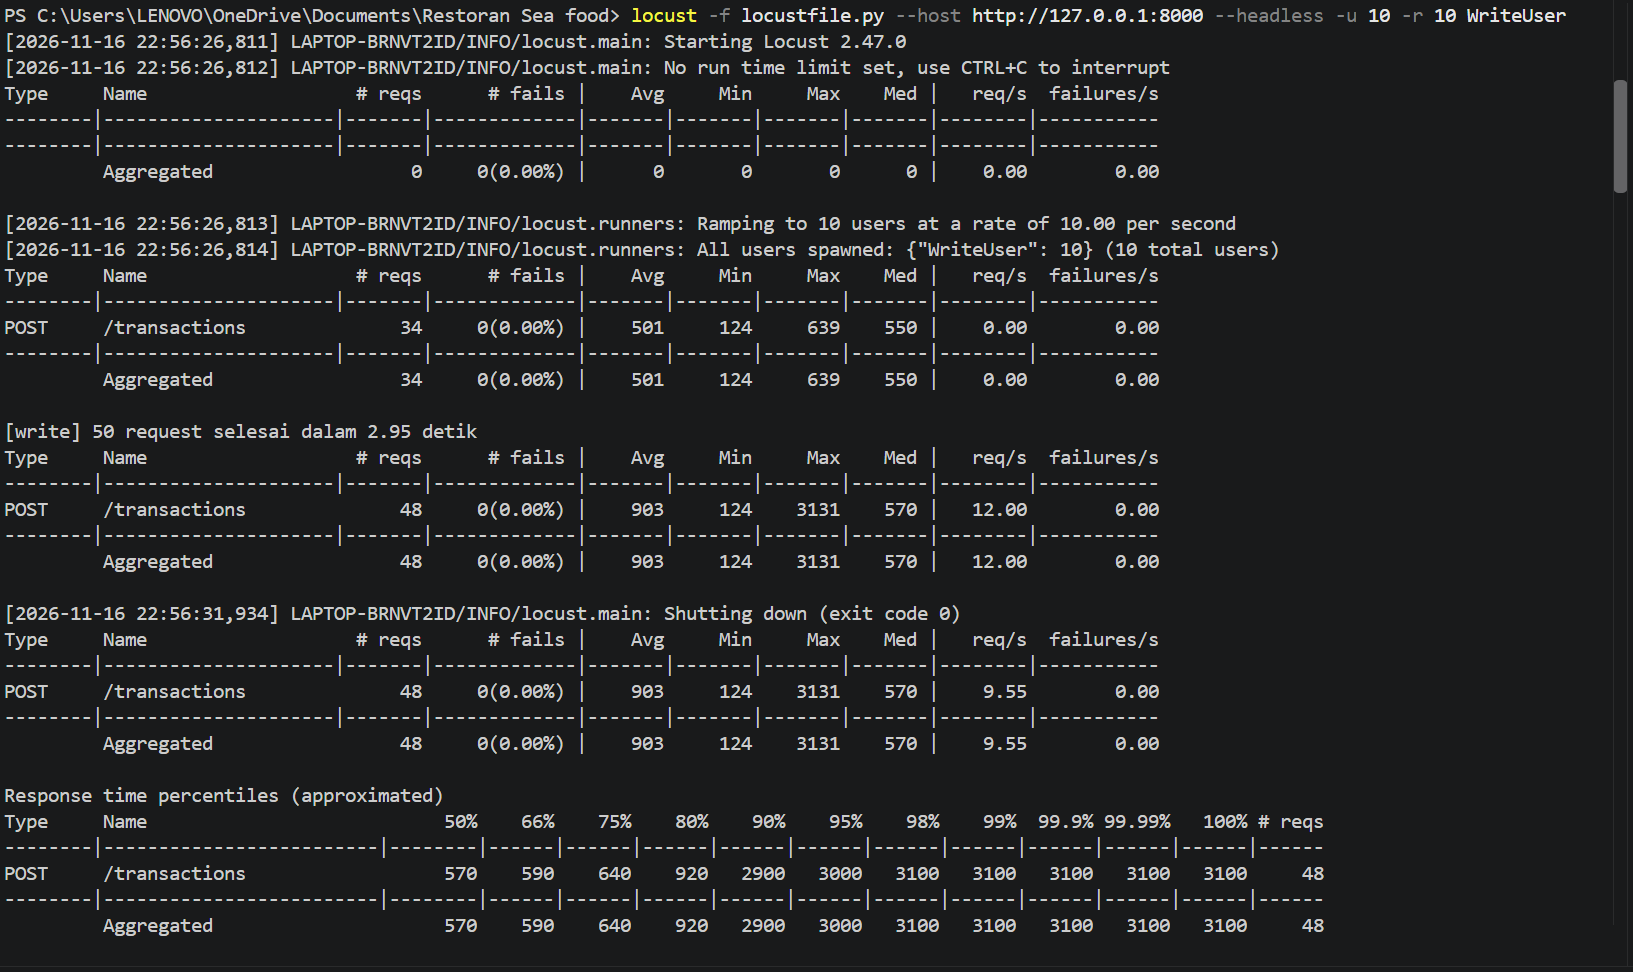 PS C:\Users\LENOVO\OneDrive\Documents\Restoran Sea food> locust -f locustfile.py --host http://127.0.0.1:8000 --headless -u 10 -r 10 WriteUser
[2026-11-16 22:56:26,811] LAPTOP-BRNVT2ID/INFO/locust.main: Starting Locust 2.47.0
[2026-11-16 22:56:26,812] LAPTOP-BRNVT2ID/INFO/locust.main: No run time limit set, use CTRL+C to interrupt
Type     Name                   # reqs      # fails |    Avg     Min     Max    Med |   req/s  failures/s
--------|---------------------|-------|-------------|-------|-------|-------|-------|--------|-----------
--------|---------------------|-------|-------------|-------|-------|-------|-------|--------|-----------
         Aggregated                  0     0(0.00%) |      0       0       0      0 |    0.00        0.00
[2026-11-16 22:56:26,813] LAPTOP-BRNVT2ID/INFO/locust.runners: Ramping to 10 users at a rate of 10.00 per second
[2026-11-16 22:56:26,814] LAPTOP-BRNVT2ID/INFO/locust.runners: All users spawned: {"WriteUser": 10} (10 total users)
Type     Name                   # reqs      # fails |    Avg     Min     Max    Med |   req/s  failures/s
--------|---------------------|-------|-------------|-------|-------|-------|-------|--------|-----------
POST     /transactions              34     0(0.00%) |    501     124     639    550 |    0.00        0.00
--------|---------------------|-------|-------------|-------|-------|-------|-------|--------|-----------
         Aggregated                 34     0(0.00%) |    501     124     639    550 |    0.00        0.00
[write] 50 request selesai dalam 2.95 detik
Type     Name                   # reqs      # fails |    Avg     Min     Max    Med |   req/s  failures/s
--------|---------------------|-------|-------------|-------|-------|-------|-------|--------|-----------
POST     /transactions              48     0(0.00%) |    903     124    3131    570 |   12.00        0.00
--------|---------------------|-------|-------------|-------|-------|-------|-------|--------|-----------
         Aggregated                 48     0(0.00%) |    903     124    3131    570 |   12.00        0.00
[2026-11-16 22:56:31,934] LAPTOP-BRNVT2ID/INFO/locust.main: Shutting down (exit code 0)
Type     Name                   # reqs      # fails |    Avg     Min     Max    Med |   req/s  failures/s
--------|---------------------|-------|-------------|-------|-------|-------|-------|--------|-----------
POST     /transactions              48     0(0.00%) |    903     124    3131    570 |    9.55        0.00
--------|---------------------|-------|-------------|-------|-------|-------|-------|--------|-----------
         Aggregated                 48     0(0.00%) |    903     124    3131    570 |    9.55        0.00
Response time percentiles (approximated)
Type     Name                           50%    66%    75%    80%    90%    95%    98%    99%  99.9% 99.99%   100% # reqs
--------|-------------------------|--------|------|------|------|------|------|------|------|------|------|------|------
POST     /transactions                  570    590    640    920   2900   3000   3100   3100   3100   3100   3100     48
--------|-------------------------|--------|------|------|------|------|------|------|------|------|------|------|------
         Aggregated                     570    590    640    920   2900   3000   3100   3100   3100   3100   3100     48